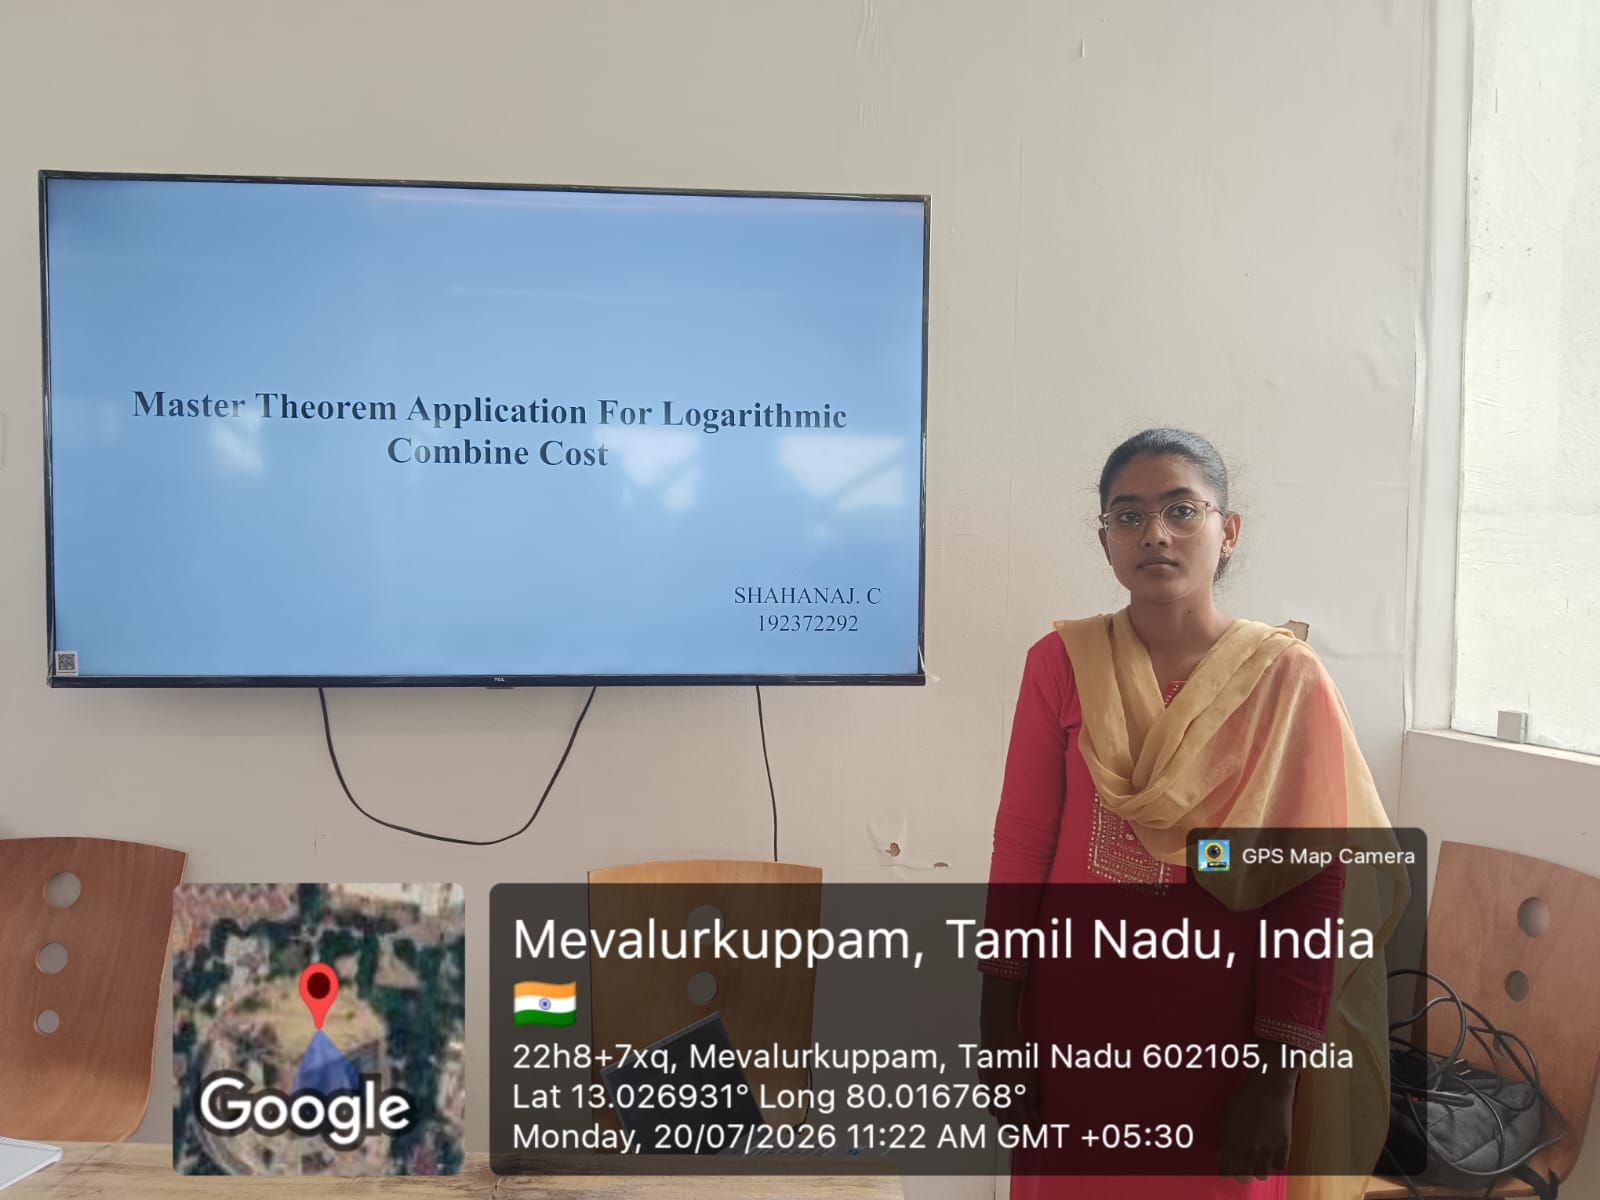 Master Theorem Application For Logarithmic
Combine Cost
SHAHANAJ. C
192372292
TCL
GPS Map Camera
Mevalurkuppam, Tamil Nadu, India
22h8+7xq, Mevalurkuppam, Tamil Nadu 602105, India
Lat 13.026931° Long 80.016768°
Monday, 20/07/2026 11:22 AM GMT +05:30
Google